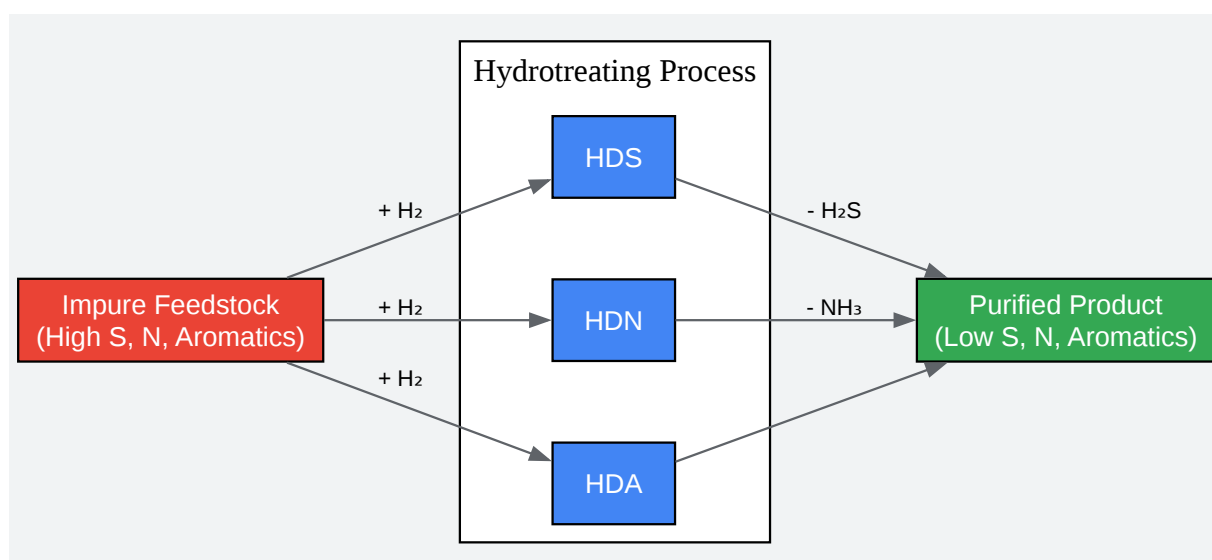 Hydrotreating Process
HDS
+ H₂
- H₂S
Impure Feedstock
(High S, N, Aromatics)
+ H₂
HDN
- NH₃
Purified Product
(Low S, N, Aromatics)
+ H₂
HDA